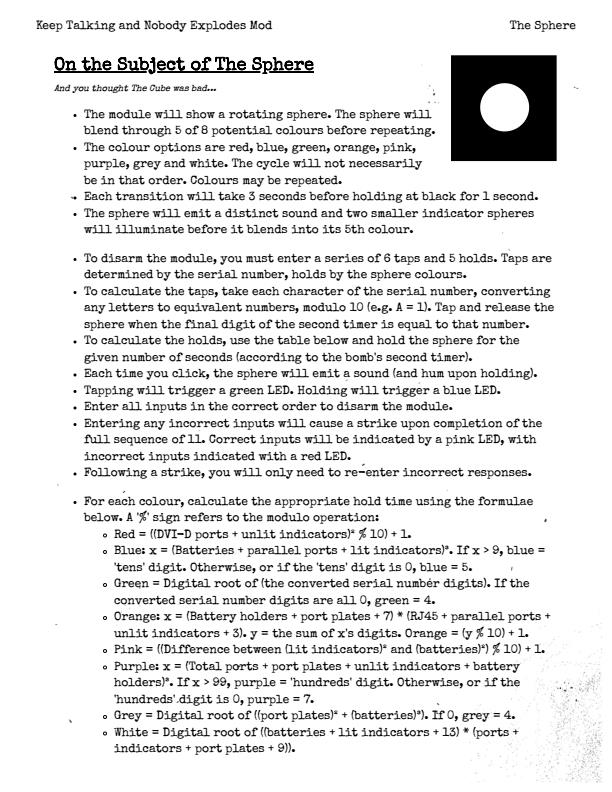 Keep Talking and Nobody Explodes Mod
The Sphere
On the Subject of The Sphere
And you thought The Cube was bad...
• The module will show a rotating sphere. The sphere will
blend through 5 of 8 potential colours before repeating.
• The colour options are red, blue, green, orange, pink,
purple, grey and white. The cycle will not necessarily
be in that order. Colours may be repeated.
• Each transition will take 3 seconds before holding at black for 1 second.
• The sphere will emit a distinct sound and two smaller indicator spheres
will illuminate before it blends into its 5th colour.
• To disarm the module, you must enter a series of 6 taps and 5 holds. Taps are
determined by the serial number, holds by the sphere colours.
• To calculate the taps, take each character of the serial number, converting
any letters to equivalent numbers, modulo 10 (e.g. A = 1). Tap and release the
sphere when the final digit of the second timer is equal to that number.
• To calculate the holds, use the table below and hold the sphere for the
given number of seconds (according to the bomb's second timer).
• Each time you click, the sphere will emit a sound (and hum upon holding).
• Tapping will trigger a green LED. Holding will trigger a blue LED.
• Enter all inputs in the correct order to disarm the module.
• Entering any incorrect inputs will cause a strike upon completion of the
full sequence of 11. Correct inputs will be indicated by a pink LED, with
incorrect inputs indicated with a red LED.
• Following a strike, you will only need to re-enter incorrect responses.
• For each colour, calculate the appropriate hold time using the formulae
below. A '%' sign refers to the modulo operation:
◦ Red = ((DVI-D ports + unlit indicators)² % 10) + 1.
◦ Blue: x = (Batteries + parallel ports + lit indicators)². If x > 9, blue =
'tens' digit. Otherwise, or if the 'tens' digit is 0, blue = 5.
◦ Green = Digital root of (the converted serial number digits). If the
converted serial number digits are all 0, green = 4.
◦ Orange: x = (Battery holders + port plates + 7) * (RJ45 + parallel ports +
unlit indicators + 3). y = the sum of x's digits. Orange = (y % 10) + 1.
◦ Pink = ((Difference between (lit indicators)² and (batteries)²) % 10) + 1.
◦ Purple: x = (Total ports + port plates + unlit indicators + battery
holders)³. If x > 99, purple = 'hundreds' digit. Otherwise, or if the
'hundreds' digit is 0, purple = 7.
◦ Grey = Digital root of ((port plates)² + (batteries)³). If 0, grey = 4.
◦ White = Digital root of ((batteries + lit indicators + 13) * (ports +
indicators + port plates + 9)).